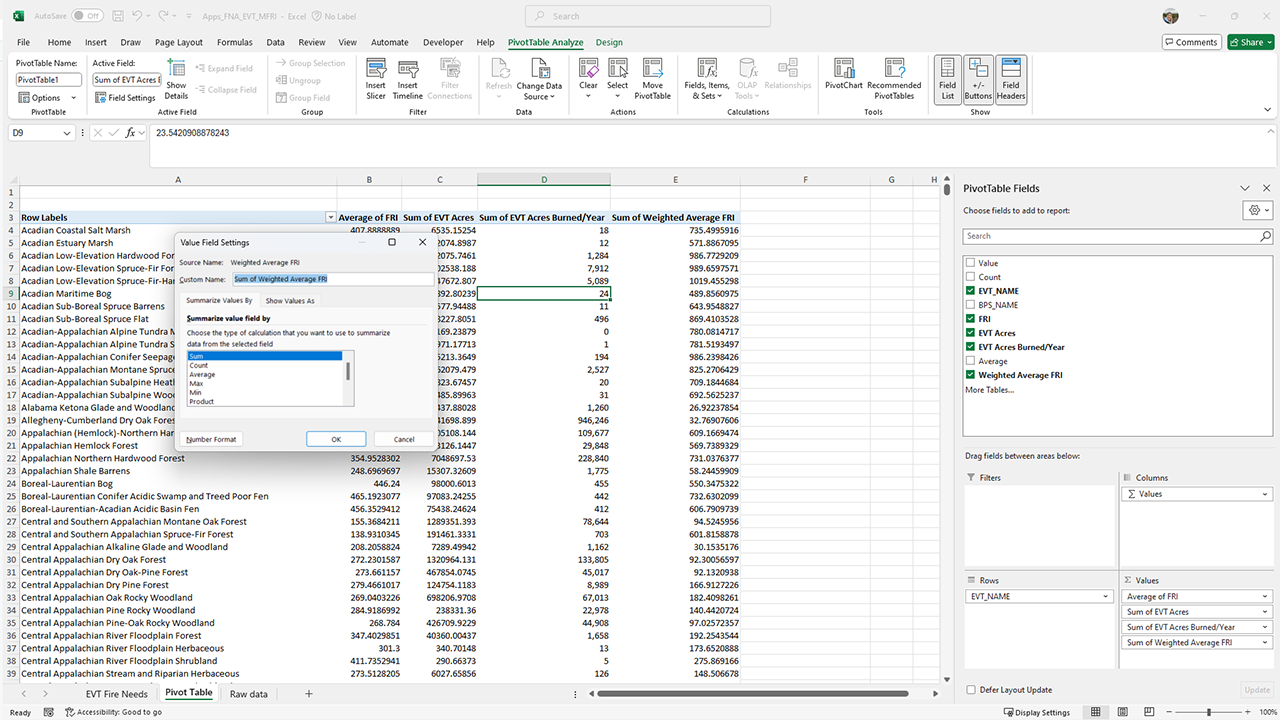 AutoSave Off Apps_FNA_EVT_MFRI - Excel No Label Search
File Home Insert Draw Page Layout Formulas Data Review View Automate Developer Help PivotTable Analyze Design Comments Share
PivotTable Name: PivotTable1 Options PivotTable
Active Field: Sum of EVT Acres E Field Settings Show Details Expand Field Collapse Field Active Field
Group Selection Ungroup Group Field Group
Insert Slicer Insert Timeline Filter Connections Filter
Refresh Change Data Source Data
Clear Select Move PivotTable Actions
Fields, Items, & Sets OLAP Tools Relationships Calculations
PivotChart Recommended PivotTables Tools
Field List +/- Buttons Field Headers Show
D9 fx 23.5420908878243
A B C D E F G H
1
2
3 Row Labels Average of FRI Sum of EVT Acres Sum of EVT Acres Burned/Year Sum of Weighted Average FRI
4 Acadian Coastal Salt Marsh 407.8888889 6535.15254 18 735.4995916
5 Acadian Estuary Marsh 2074.8987 12 571.8867095
6 Acadian Low-Elevation Hardwood For 2075.7461 1,284 986.7729209
7 Acadian Low-Elevation Spruce-Fir For 02538.188 7,912 989.6597571
8 Acadian Low-Elevation Spruce-Fir-Har 47672.807 5,089 1019.455298
9 Acadian Maritime Bog 392.80239 24 489.8560975
10 Acadian Sub-Boreal Spruce Barrens 577.94488 11 643.9548927
11 Acadian Sub-Boreal Spruce Flat 5227.8051 496 869.4103528
12 Acadian-Appalachian Alpine Tundra M 169.23879 0 780.0814717
13 Acadian-Appalachian Alpine Tundra S 971.17713 1 781.5193497
14 Acadian-Appalachian Conifer Seepage 5213.3649 194 986.2398426
15 Acadian-Appalachian Montane Spruc 52079.479 2,527 825.2706429
16 Acadian-Appalachian Subalpine Heath 323.67457 20 709.1844684
17 Acadian-Appalachian Subalpine Woo 485.89963 31 692.5625237
18 Alabama Ketona Glade and Woodland 437.88028 1,260 26.92237854
19 Allegheny-Cumberland Dry Oak Fores 41698.899 946,246 32.76907606
20 Appalachian (Hemlock)-Northern Har 05108.144 109,677 609.1669474
21 Appalachian Hemlock Forest 3126.1447 29,848 569.7389329
22 Appalachian Northern Hardwood Forest 354.9528302 7048697.53 228,840 731.0376377
23 Appalachian Shale Barrens 248.6969697 15307.32609 1,775 58.24459909
24 Boreal-Laurentian Bog 446.24 98000.6013 455 550.3475322
25 Boreal-Laurentian Conifer Acidic Swamp and Treed Poor Fen 465.1923077 97083.24255 442 732.6302099
26 Boreal-Laurentian-Acadian Acidic Basin Fen 456.3529412 75438.24624 412 606.7909739
27 Central and Southern Appalachian Montane Oak Forest 155.3684211 1289351.393 78,644 94.5245956
28 Central and Southern Appalachian Spruce-Fir Forest 138.9310345 191461.3331 703 601.8158878
29 Central Appalachian Alkaline Glade and Woodland 208.2058824 7289.49942 1,162 30.1535176
30 Central Appalachian Dry Oak Forest 272.2301587 1320964.131 133,805 92.30056597
31 Central Appalachian Dry Oak-Pine Forest 273.661157 467854.0745 45,017 92.1320938
32 Central Appalachian Dry Pine Forest 279.4661017 124754.1183 8,989 166.9127226
33 Central Appalachian Oak Rocky Woodland 269.0403226 698206.9708 67,013 182.4098261
34 Central Appalachian Pine Rocky Woodland 284.9186992 238331.36 22,978 140.4420724
35 Central Appalachian Pine-Oak Rocky Woodland 268.784 426709.9229 44,908 97.02572357
36 Central Appalachian River Floodplain Forest 347.4029851 40360.00437 1,658 192.2543544
37 Central Appalachian River Floodplain Herbaceous 301.3 340.70148 13 173.6520888
38 Central Appalachian River Floodplain Shrubland 411.7352941 290.66373 5 275.869166
39 Central Appalachian Stream and Riparian Herbaceous 273.5128205 6027.65856 126 148.506678
Value Field Settings
Source Name: Weighted Average FRI
Custom Name: Sum of Weighted Average FRI
Summarize Values By Show Values As
Summarize value field by
Choose the type of calculation that you want to use to summarize
data from the selected field
Sum
Count
Average
Max
Min
Product
Number Format OK Cancel
PivotTable Fields
Choose fields to add to report:
Search
Value
Count
EVT_NAME
BPS_NAME
FRI
EVT Acres
EVT Acres Burned/Year
Average
Weighted Average FRI
More Tables...
Drag fields between areas below:
Filters
Columns
Σ Values
Rows
EVT_NAME
Σ Values
Average of FRI
Sum of EVT Acres
Sum of EVT Acres Burned/Year
Sum of Weighted Average FRI
Defer Layout Update Update
EVT Fire Needs Pivot Table Raw data +
Ready Accessibility: Good to go Display Settings - + 100%